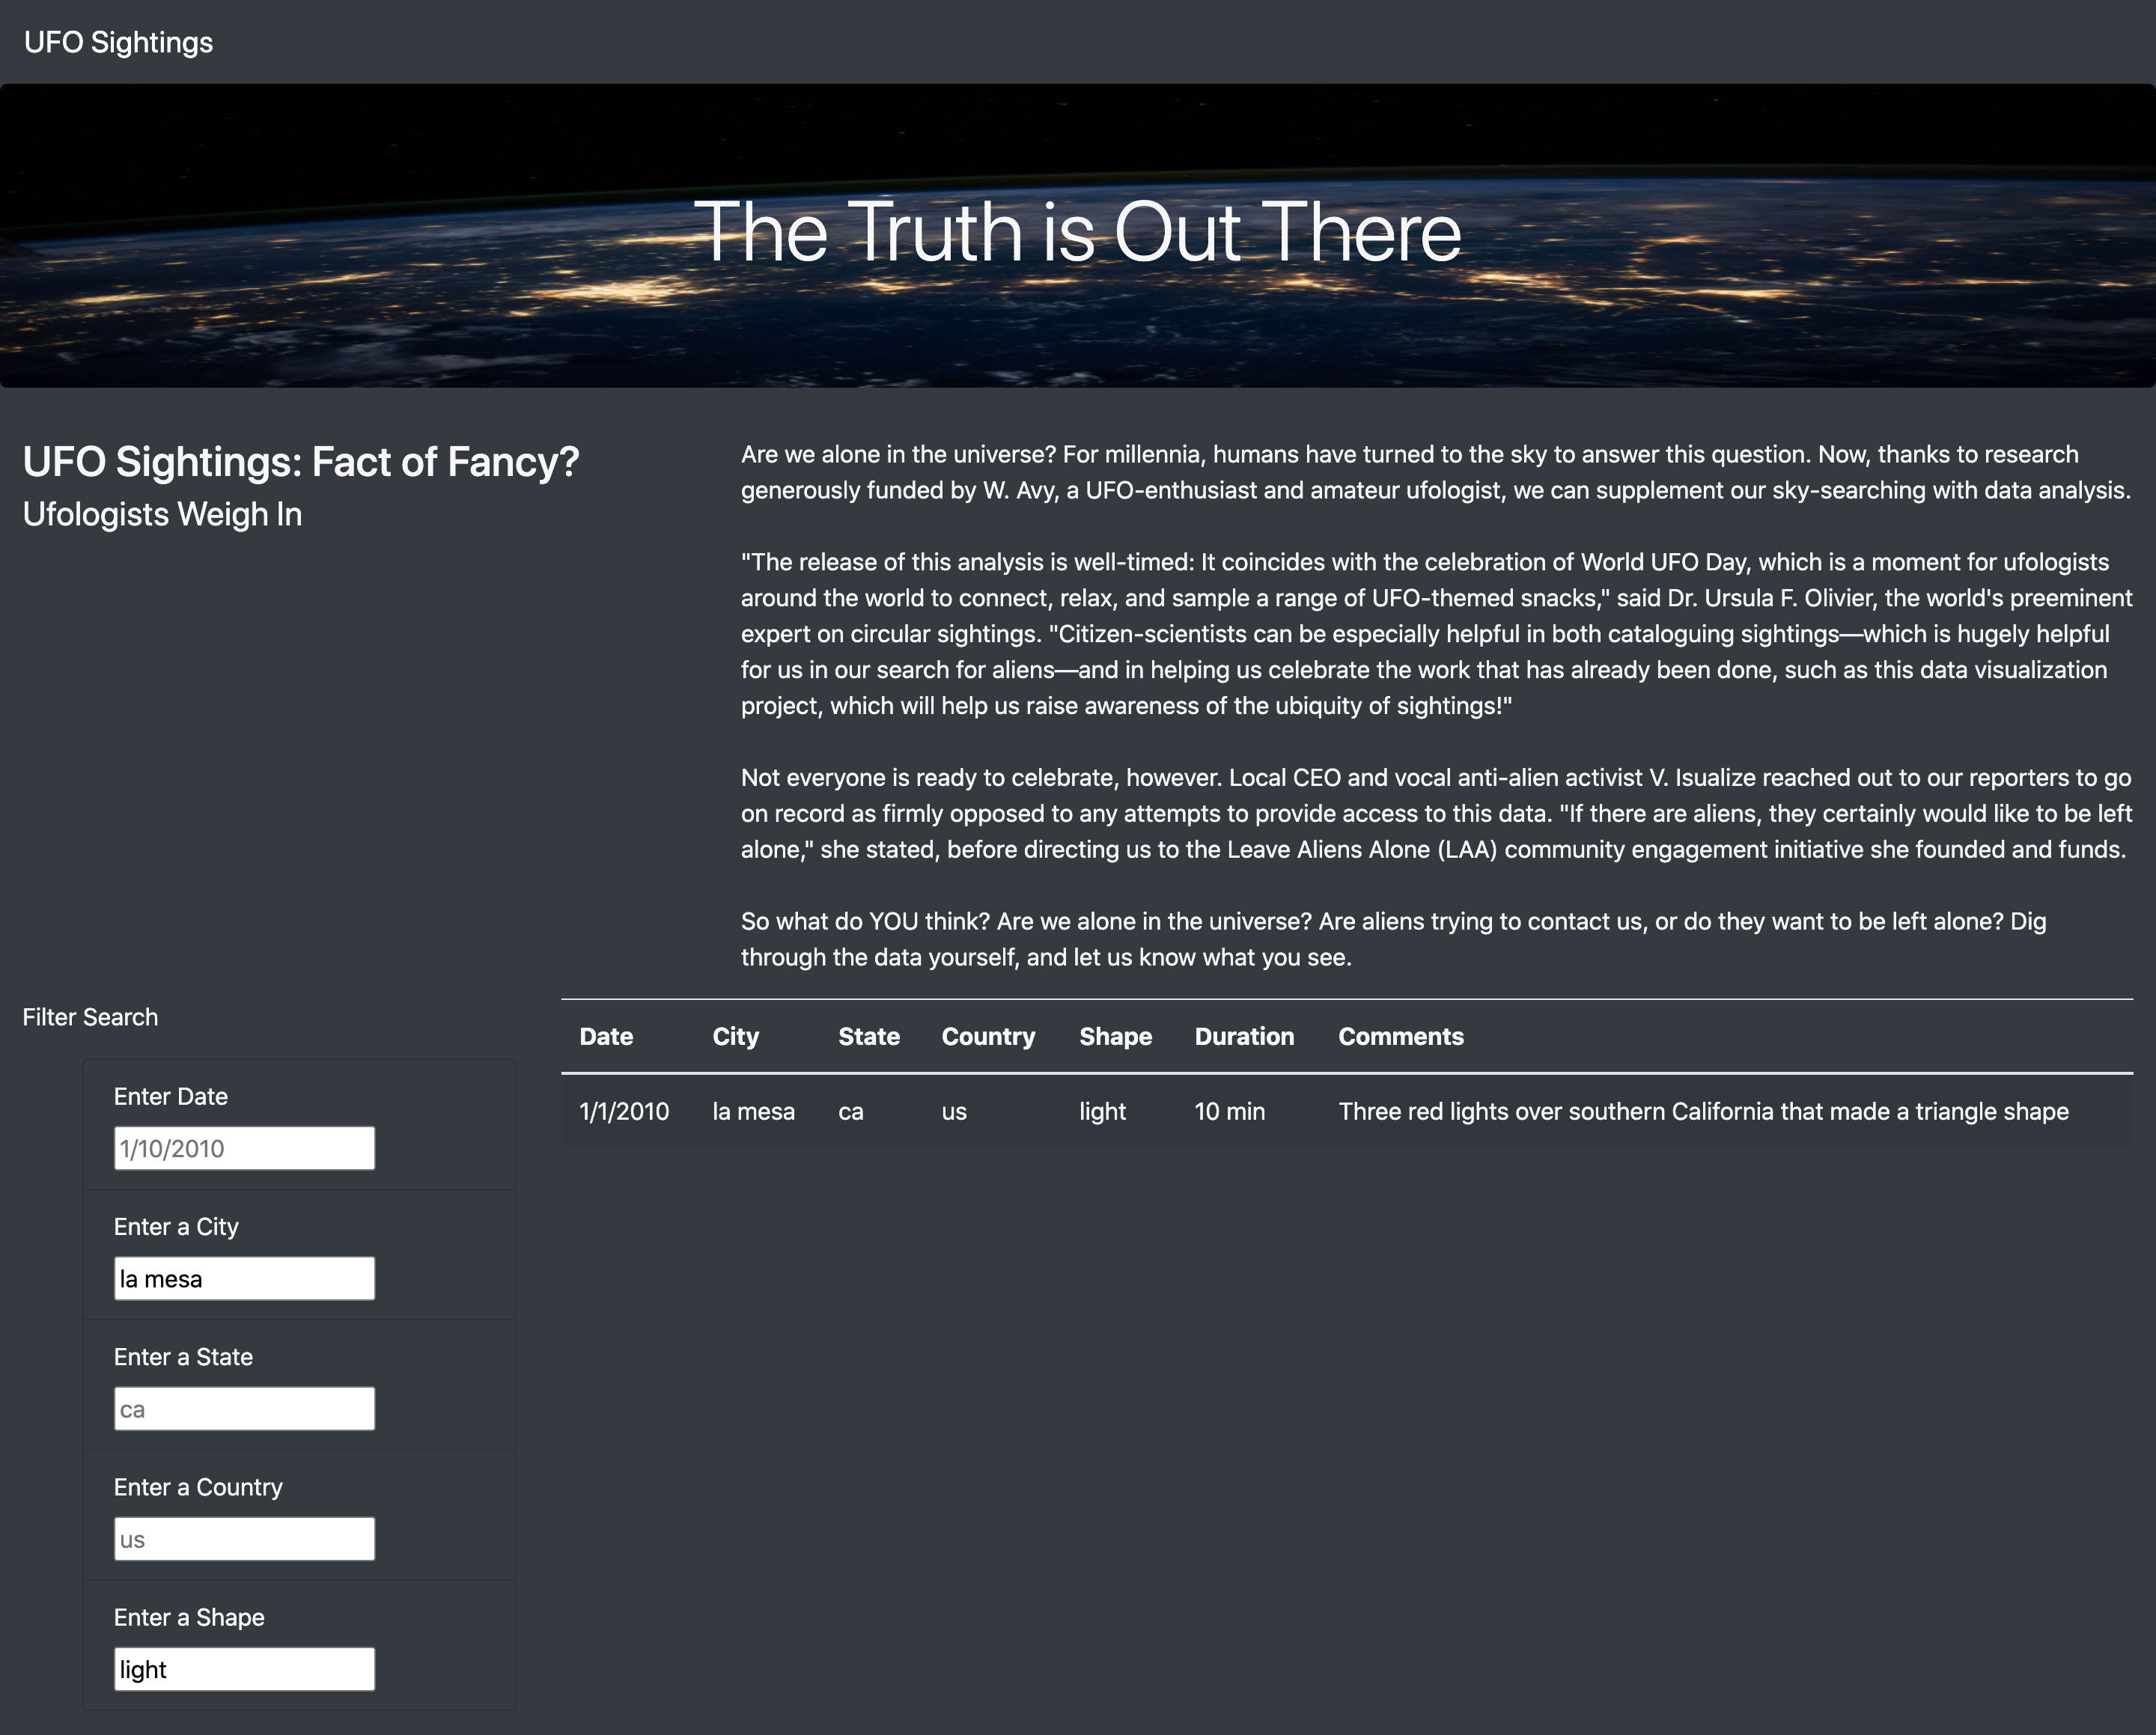 UFO Sightings
The Truth is Out There
UFO Sightings: Fact of Fancy?
Ufologists Weigh In
Are we alone in the universe? For millennia, humans have turned to the sky to answer this question. Now, thanks to research
generously funded by W. Avy, a UFO-enthusiast and amateur ufologist, we can supplement our sky-searching with data analysis.
"The release of this analysis is well-timed: It coincides with the celebration of World UFO Day, which is a moment for ufologists
around the world to connect, relax, and sample a range of UFO-themed snacks," said Dr. Ursula F. Olivier, the world's preeminent
expert on circular sightings. "Citizen-scientists can be especially helpful in both cataloguing sightings—which is hugely helpful
for us in our search for aliens—and in helping us celebrate the work that has already been done, such as this data visualization
project, which will help us raise awareness of the ubiquity of sightings!"
Not everyone is ready to celebrate, however. Local CEO and vocal anti-alien activist V. Isualize reached out to our reporters to go
on record as firmly opposed to any attempts to provide access to this data. "If there are aliens, they certainly would like to be left
alone," she stated, before directing us to the Leave Aliens Alone (LAA) community engagement initiative she founded and funds.
So what do YOU think? Are we alone in the universe? Are aliens trying to contact us, or do they want to be left alone? Dig
through the data yourself, and let us know what you see.
Filter Search
Enter Date
1/10/2010
Enter a City
la mesa
Enter a State
ca
Enter a Country
us
Enter a Shape
light
Date City State Country Shape Duration Comments
1/1/2010 la mesa ca us light 10 min Three red lights over southern California that made a triangle shape